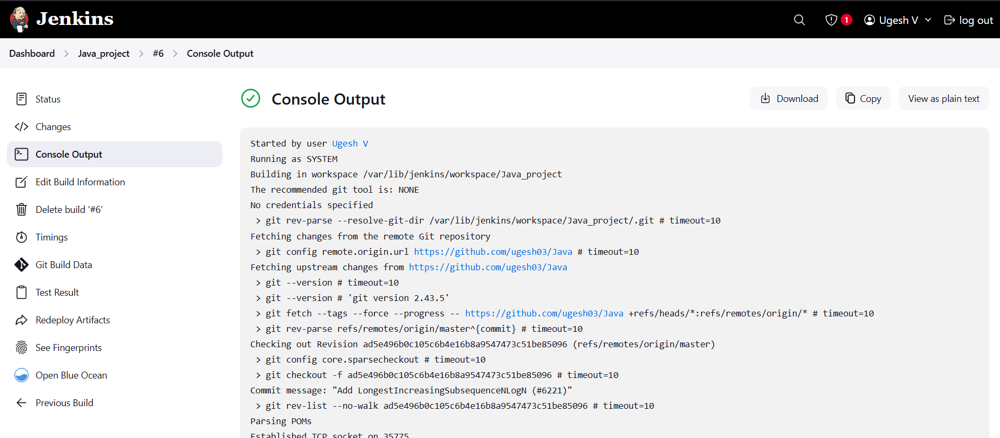 Jenkins
1
Ugesh V
log out
Dashboard
Java_project
#6
Console Output
Status
Changes
Console Output
Edit Build Information
Delete build ‘#6’
Timings
Git Build Data
Test Result
Redeploy Artifacts
See Fingerprints
Open Blue Ocean
Previous Build
Console Output
Download
Copy
View as plain text
Started by user Ugesh V
Running as SYSTEM
Building in workspace /var/lib/jenkins/workspace/Java_project
The recommended git tool is: NONE
No credentials specified
> git rev-parse --resolve-git-dir /var/lib/jenkins/workspace/Java_project/.git # timeout=10
Fetching changes from the remote Git repository
> git config remote.origin.url https://github.com/ugesh03/Java # timeout=10
Fetching upstream changes from https://github.com/ugesh03/Java
> git --version # timeout=10
> git --version # 'git version 2.43.5'
> git fetch --tags --force --progress -- https://github.com/ugesh03/Java +refs/heads/*:refs/remotes/origin/* # timeout=10
> git rev-parse refs/remotes/origin/master^{commit} # timeout=10
Checking out Revision ad5e496b0c105c6b4e16b8a9547473c51be85096 (refs/remotes/origin/master)
> git config core.sparsecheckout # timeout=10
> git checkout -f ad5e496b0c105c6b4e16b8a9547473c51be85096 # timeout=10
Commit message: "Add LongestIncreasingSubsequenceNLogN (#6221)"
> git rev-list --no-walk ad5e496b0c105c6b4e16b8a9547473c51be85096 # timeout=10
Parsing POMs
Established TCP socket on 35775